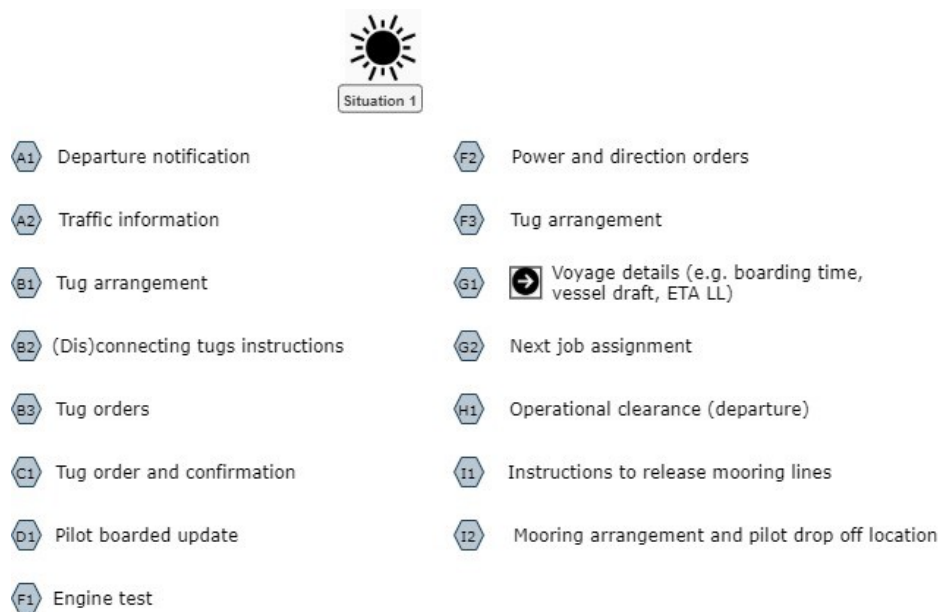 Situation 1
A1 Departure notification
A2 Traffic information
B1 Tug arrangement
B2 (Dis)connecting tugs instructions
B3 Tug orders
C1 Tug order and confirmation
D1 Pilot boarded update
F1 Engine test
F2 Power and direction orders
F3 Tug arrangement
G1 Voyage details (e.g. boarding time,
vessel draft, ETA LL)
G2 Next job assignment
H1 Operational clearance (departure)
I1 Instructions to release mooring lines
I2 Mooring arrangement and pilot drop off location